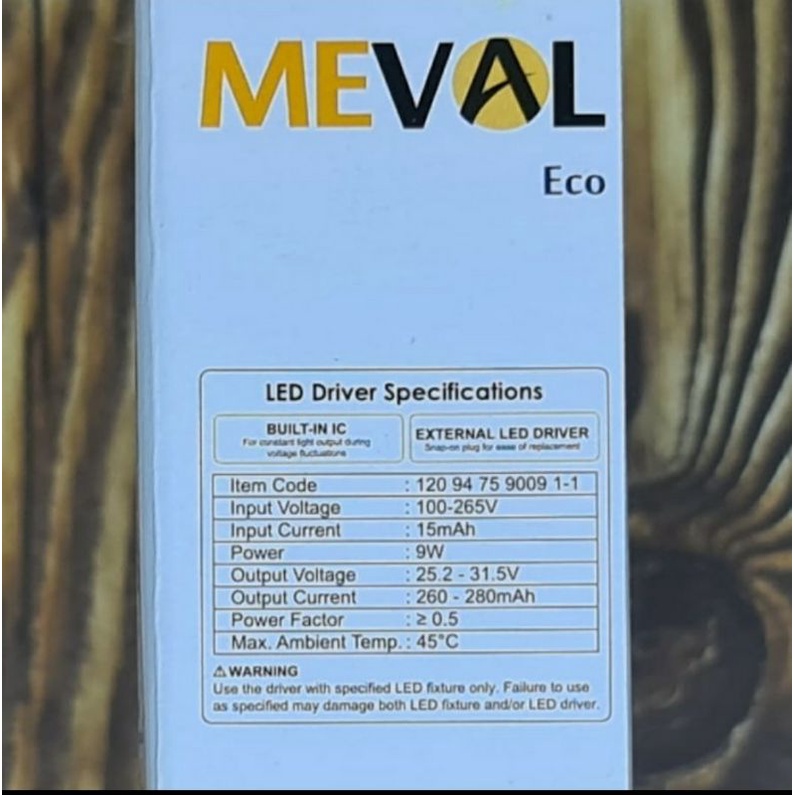 MEVAL
Eco
LED Driver Specifications
BUILT-IN IC
For constant light output during
voltage fluctuations
EXTERNAL LED DRIVER
Snap-on plug for ease of replacement
Item Code : 120 94 75 9009 1-1
Input Voltage : 100-265V
Input Current : 15mAh
Power : 9W
Output Voltage : 25.2 - 31.5V
Output Current : 260 - 280mAh
Power Factor : ≥ 0.5
Max. Ambient Temp. : 45°C
⚠ WARNING
Use the driver with specified LED fixture only. Failure to use
as specified may damage both LED fixture and/or LED driver.